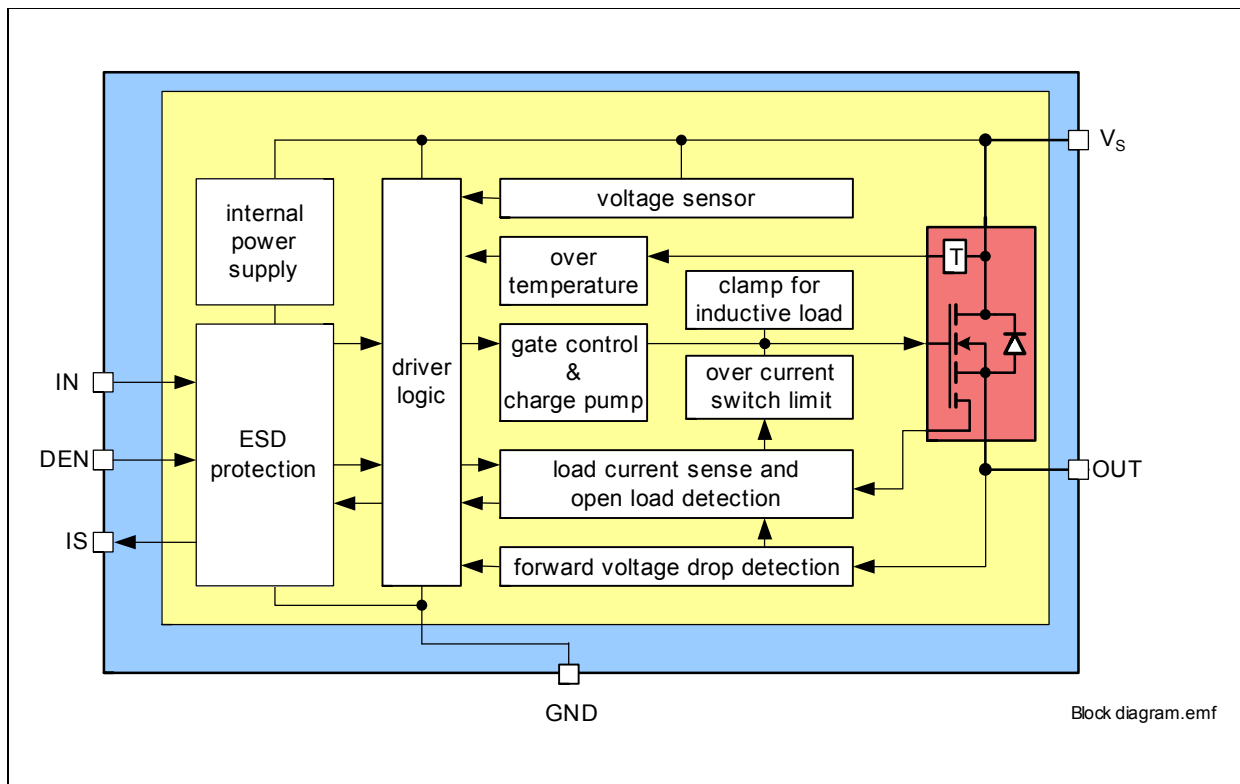 V_S
internal
power
supply
voltage sensor
T
over
temperature
clamp for
inductive load
driver
logic
gate control
&
charge pump
over current
switch limit
IN
ESD
protection
DEN
load current sense and
open load detection
OUT
IS
forward voltage drop detection
GND
Block diagram.emf